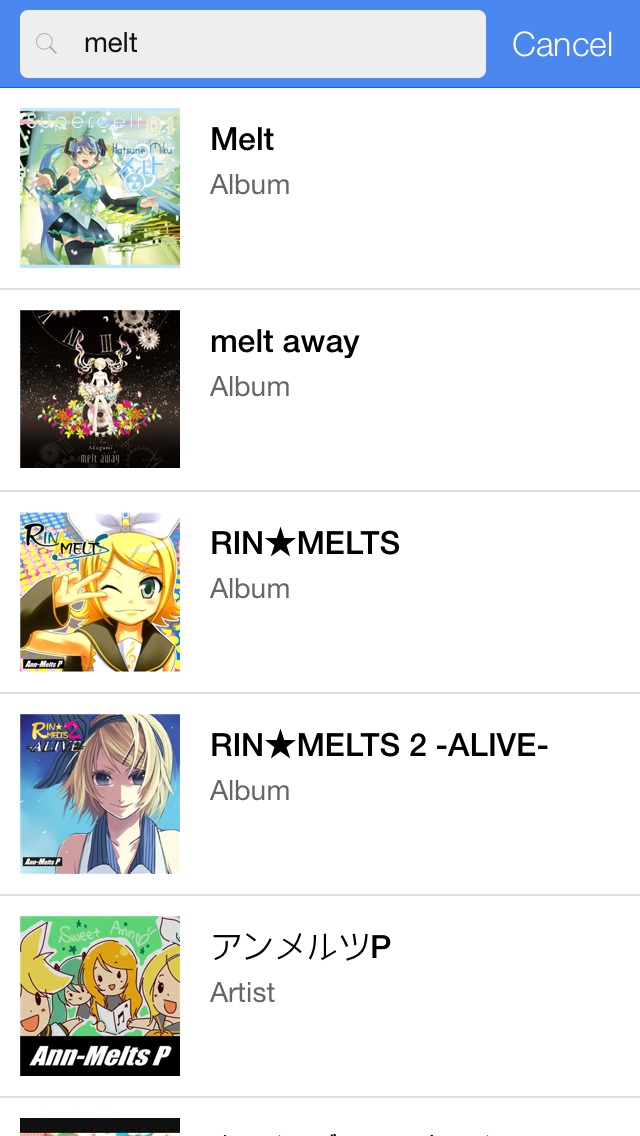 melt
Cancel
supercell
Hatsune Miku
メルト
Melt
Album
III
Akagami
melt away
melt away
Album
RIN
MELTS
Ann-Melts P
RIN★MELTS
Album
RIN★
MELTS 2
-ALIVE-
Ann-Melts P
RIN★MELTS 2 -ALIVE-
Album
Sweet Ann
Ann-Melts P
アンメルツP
Artist